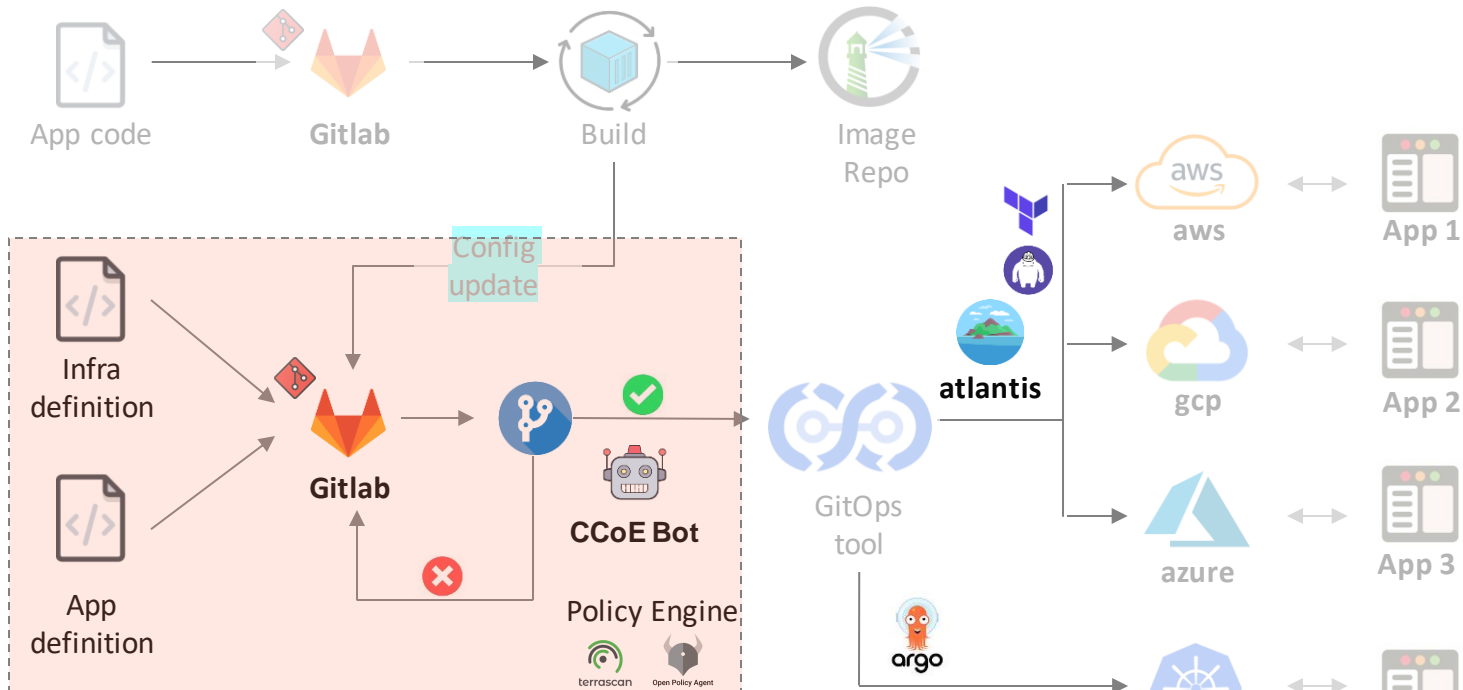 App code
Gitlab
Build
Image
Repo
aws
aws
App 1
Config
update
Infra
definition
atlantis
gcp
App 2
Gitlab
CCoE Bot
GitOps
tool
azure
App 3
App
definition
Policy Engine
terrascan
Open Policy Agent
argo